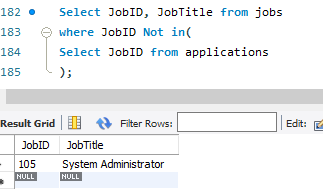 182 Select JobID, JobTitle from jobs
183 where JobID Not in(
184 Select JobID from applications
185 );
Result Grid Filter Rows: Edit:
JobID JobTitle
105 System Administrator
NULL NULL